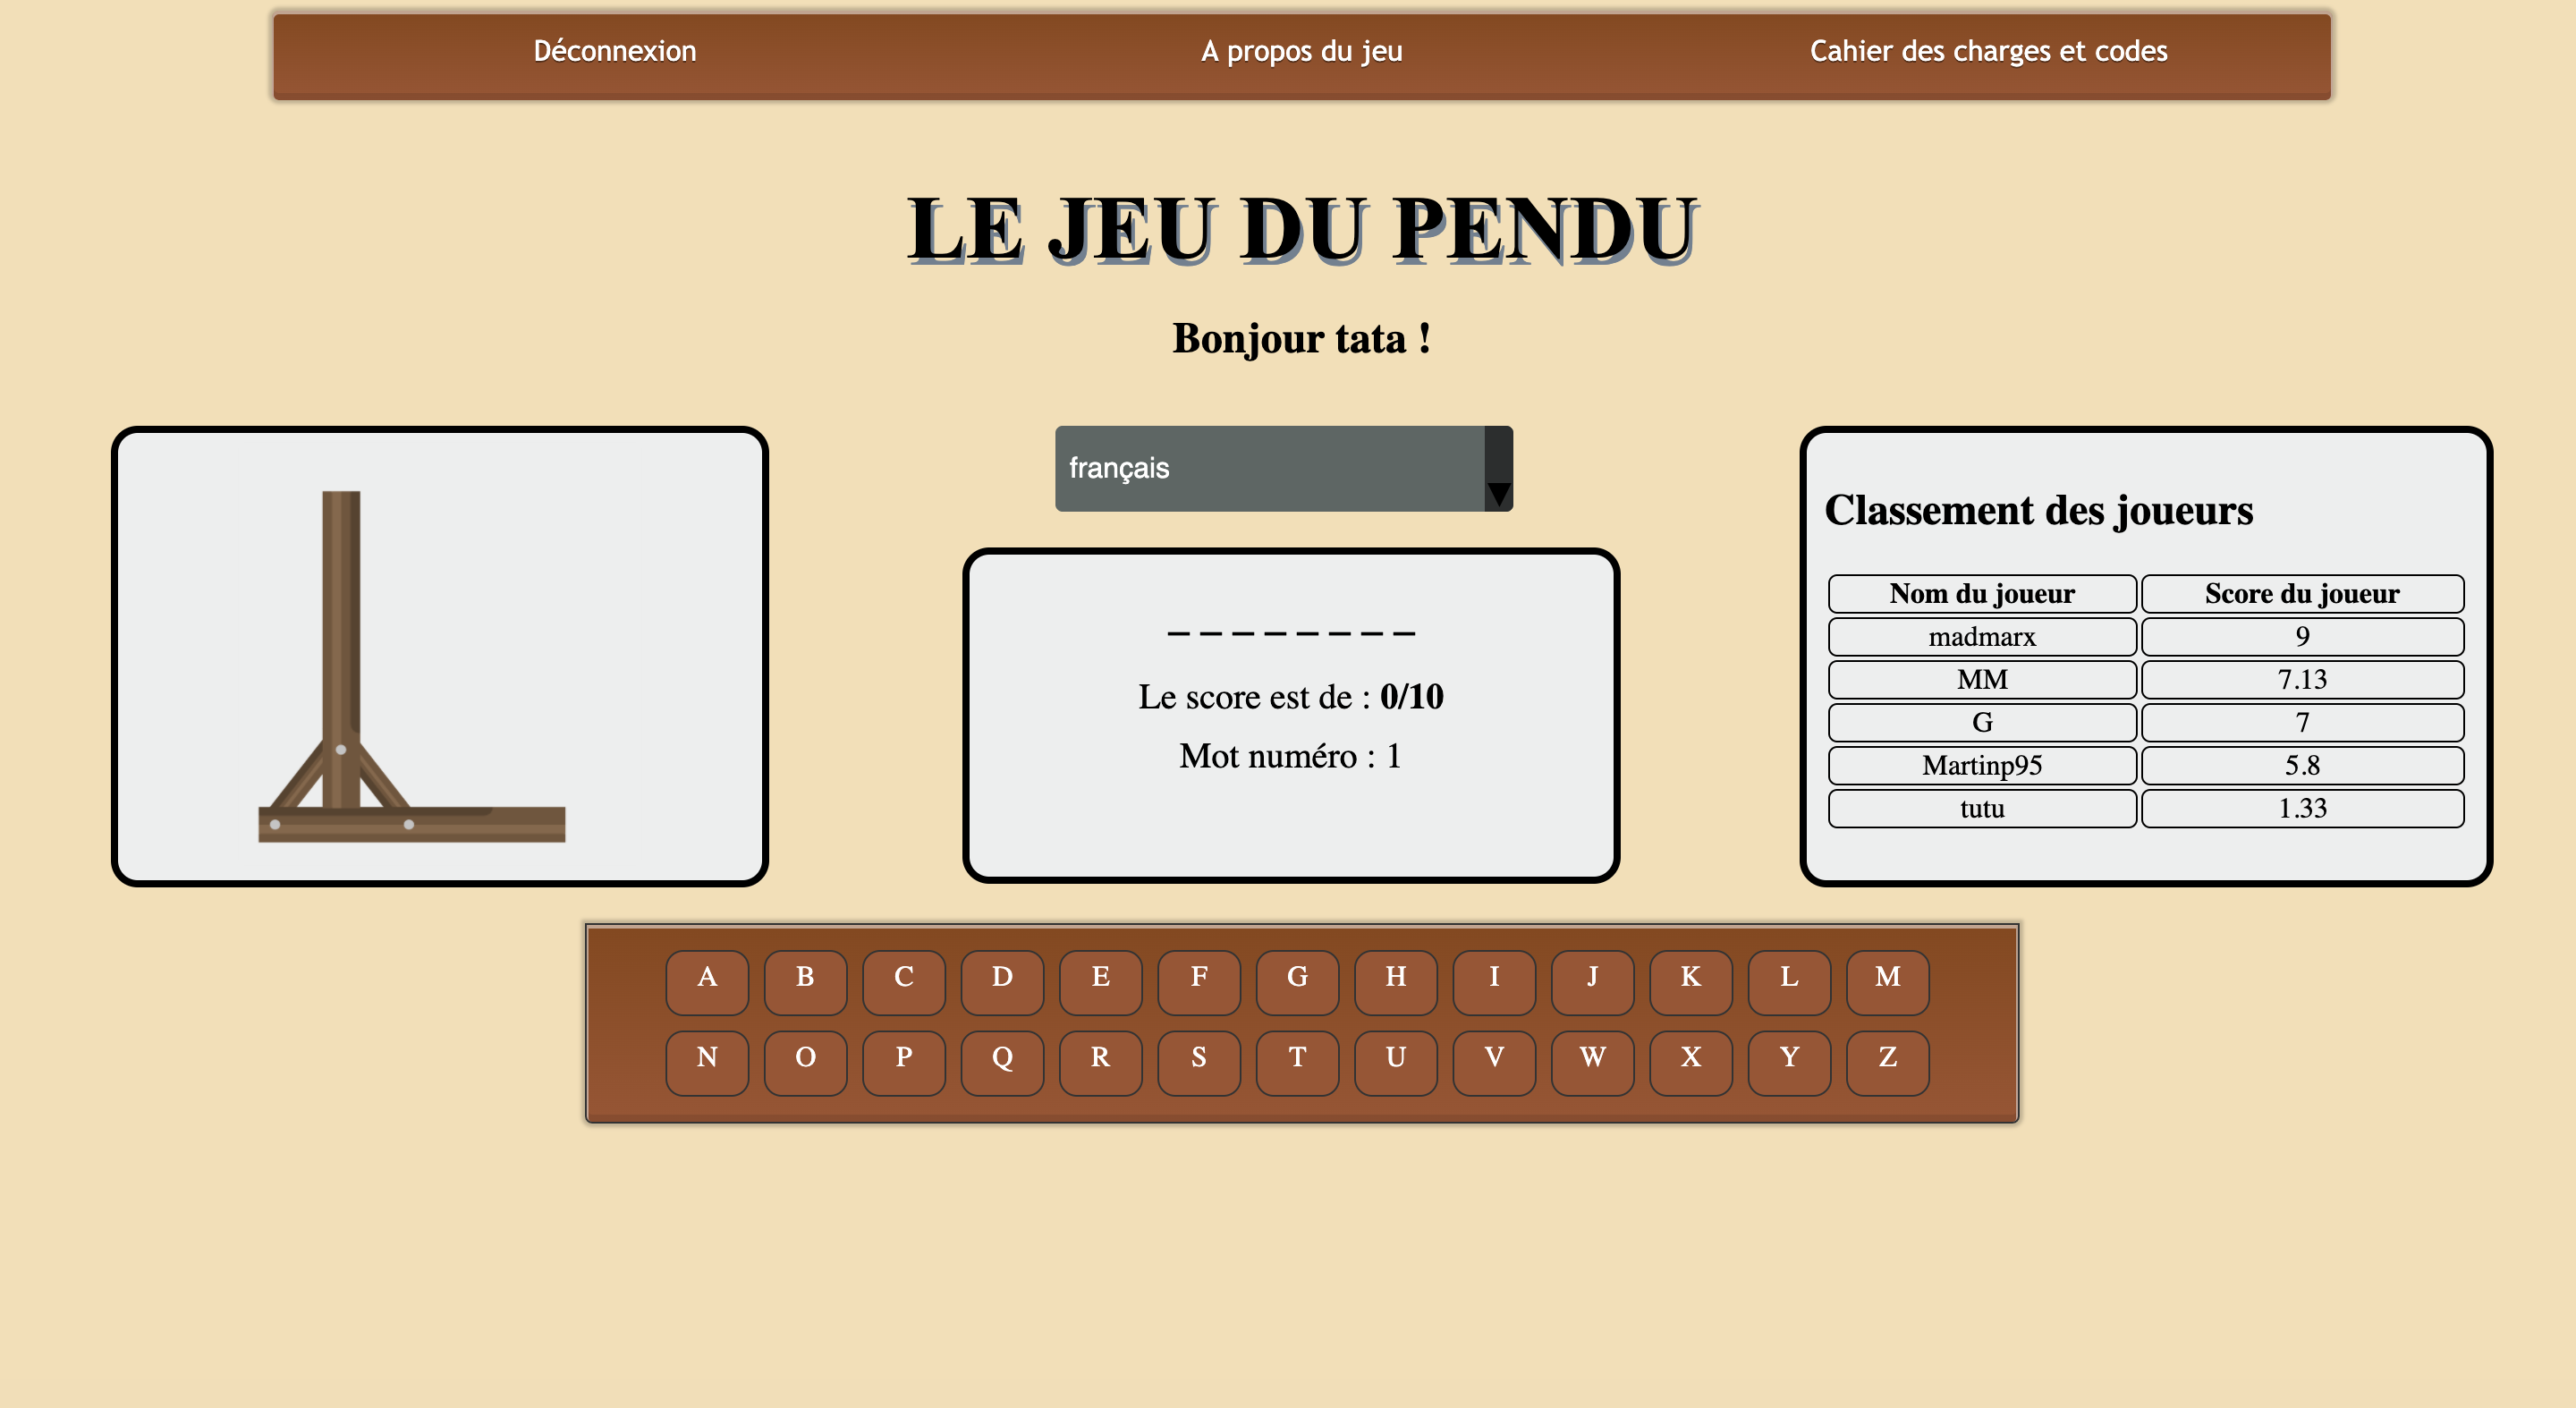 Déconnexion A propos du jeu Cahier des charges et codes
LE JEU DU PENDU
Bonjour tata !
français
_ _ _ _ _ _ _ _
Le score est de : 0/10
Mot numéro : 1
Classement des joueurs
Nom du joueur Score du joueur
madmarx 9
MM 7.13
G 7
Martinp95 5.8
tutu 1.33
A B C D E F G H I J K L M
N O P Q R S T U V W X Y Z